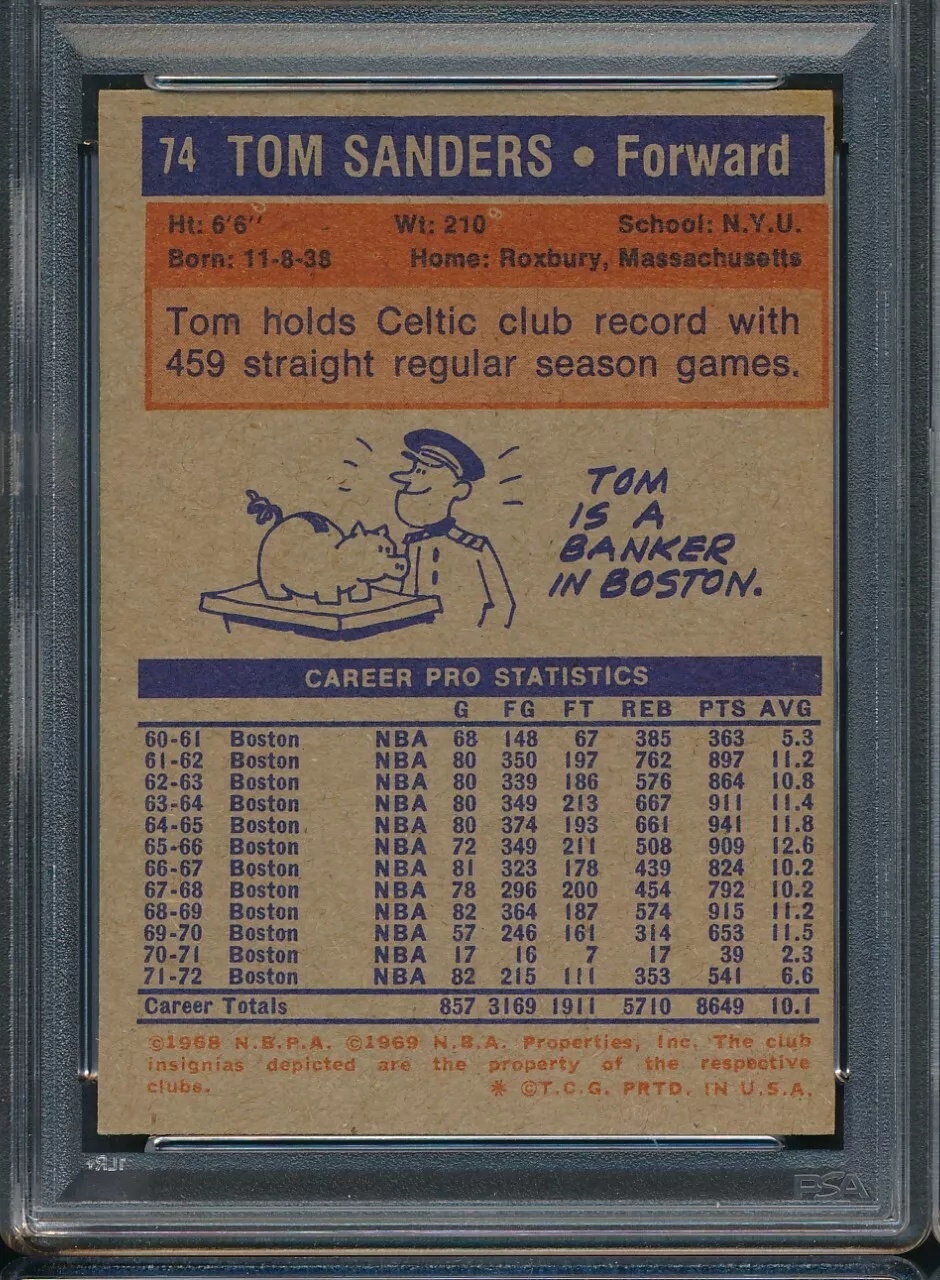 74 TOM SANDERS • Forward
Ht: 6'6" Wt: 210 School: N.Y.U.
Born: 11-8-38 Home: Roxbury, Massachusetts
Tom holds Celtic club record with
459 straight regular season games.
TOM
IS A
BANKER
IN BOSTON.
CAREER PRO STATISTICS
G FG FT REB PTS AVG
60-61 Boston NBA 68 148 67 385 363 5.3
61-62 Boston NBA 80 350 197 762 897 11.2
62-63 Boston NBA 80 339 186 576 864 10.8
63-64 Boston NBA 80 349 213 667 911 11.4
64-65 Boston NBA 80 374 193 661 941 11.8
65-66 Boston NBA 72 349 211 508 909 12.6
66-67 Boston NBA 81 323 178 439 824 10.2
67-68 Boston NBA 78 296 200 454 792 10.2
68-69 Boston NBA 82 364 187 574 915 11.2
69-70 Boston NBA 57 246 161 314 653 11.5
70-71 Boston NBA 17 16 7 17 39 2.3
71-72 Boston NBA 82 215 111 353 541 6.6
Career Totals 857 3169 1911 5710 8649 10.1
©1968 N.B.P.A. ©1969 N.B.A. Properties, Inc. The club
insignias depicted are the property of the respective
clubs. * ©T.C.G. PRTD. IN U.S.A.
PSA